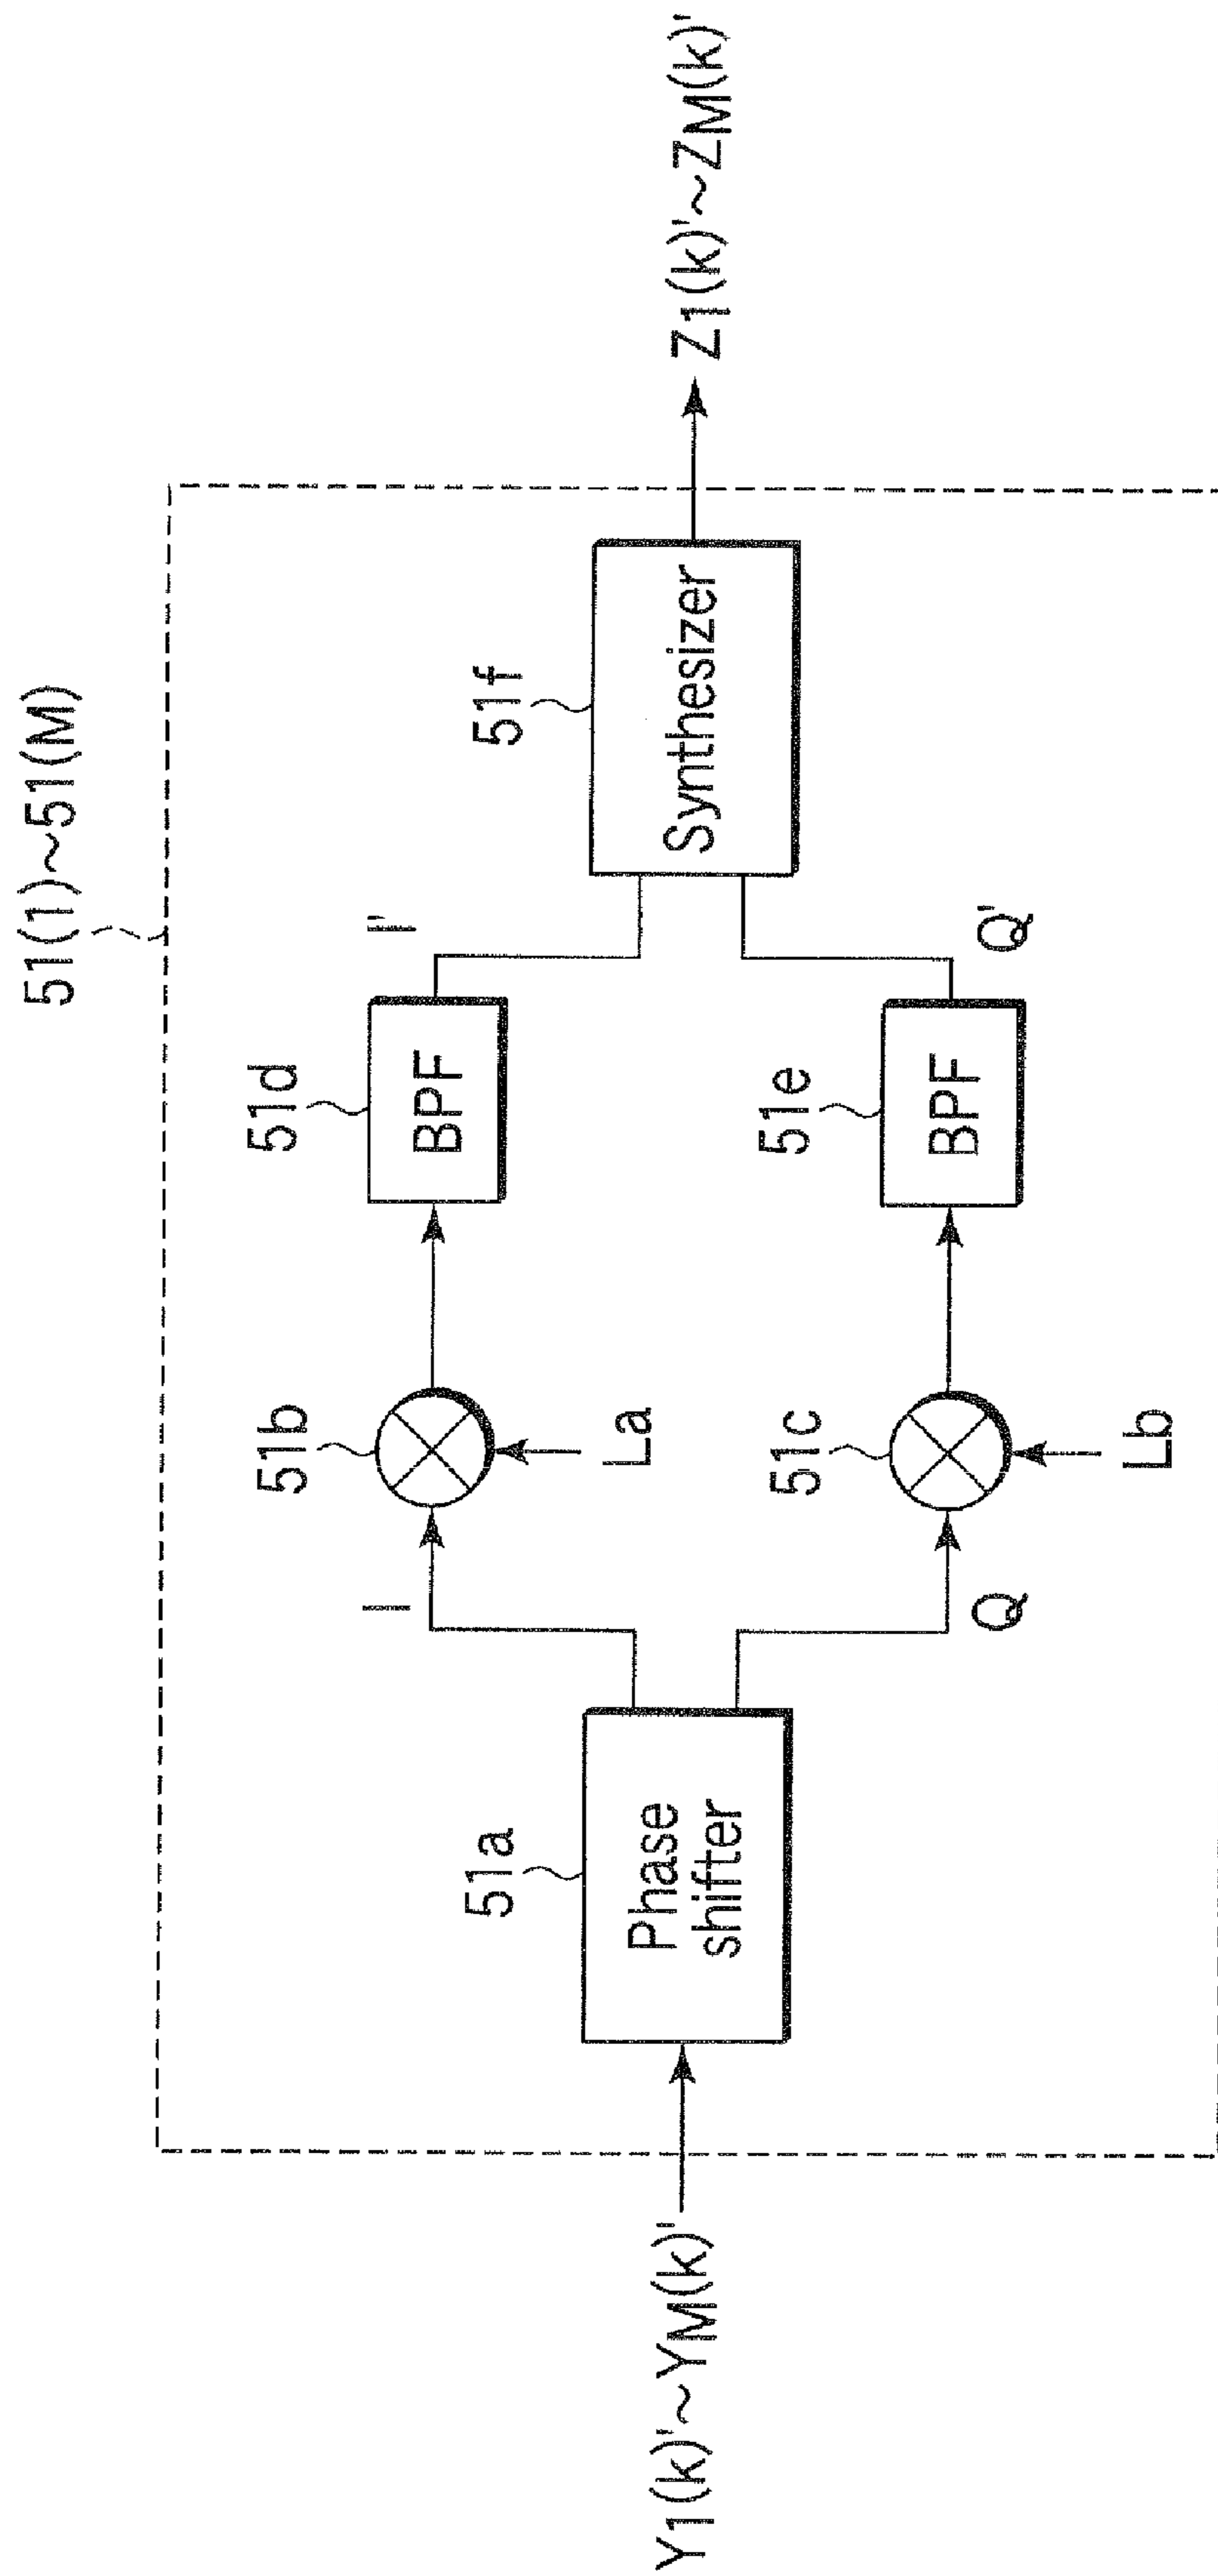 51(1)~51(M)
51a
Phase
shifter
Y1(k)'~YM(k)'
I
Q
51b
La
51c
Lb
51d
BPF
51e
BPF
I'
Q'
51f
Synthesizer
Z1(k)'~ZM(k)'